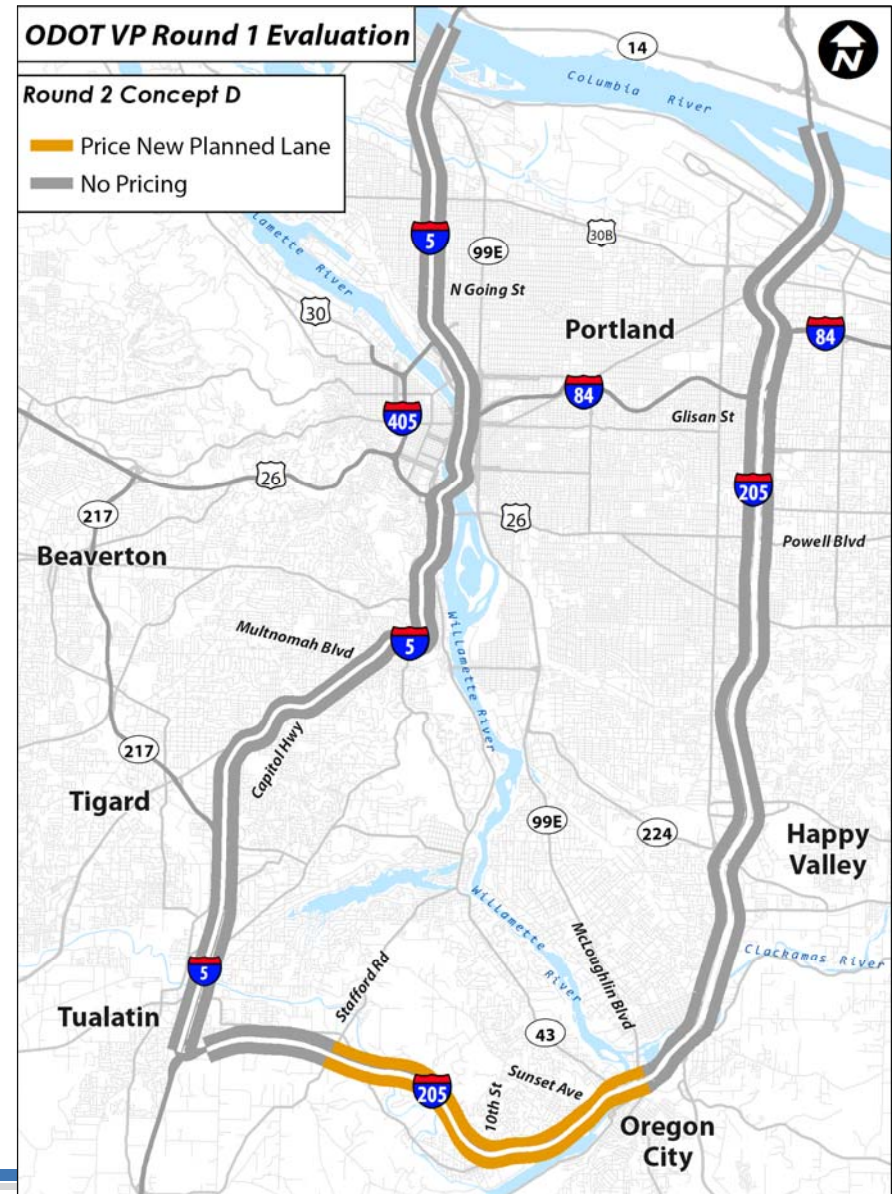 ODOT VP Round 1 Evaluation
Round 2 Concept D
Price New Planned Lane
No Pricing
N
14
Columbia River
Willamette River
5
99E
30B
N Going St
30
Portland
84
84
405
Glisan St
26
205
217
26
Powell Blvd
Beaverton
Multnomah Blvd
5
Willamette River
Capitol Hwy
217
Tigard
99E
224
Happy
Valley
Willamette
River
McLoughlin Blvd
Clackamas River
5
Stafford Rd
Tualatin
43
205
10th St
Sunset Ave
Oregon
City